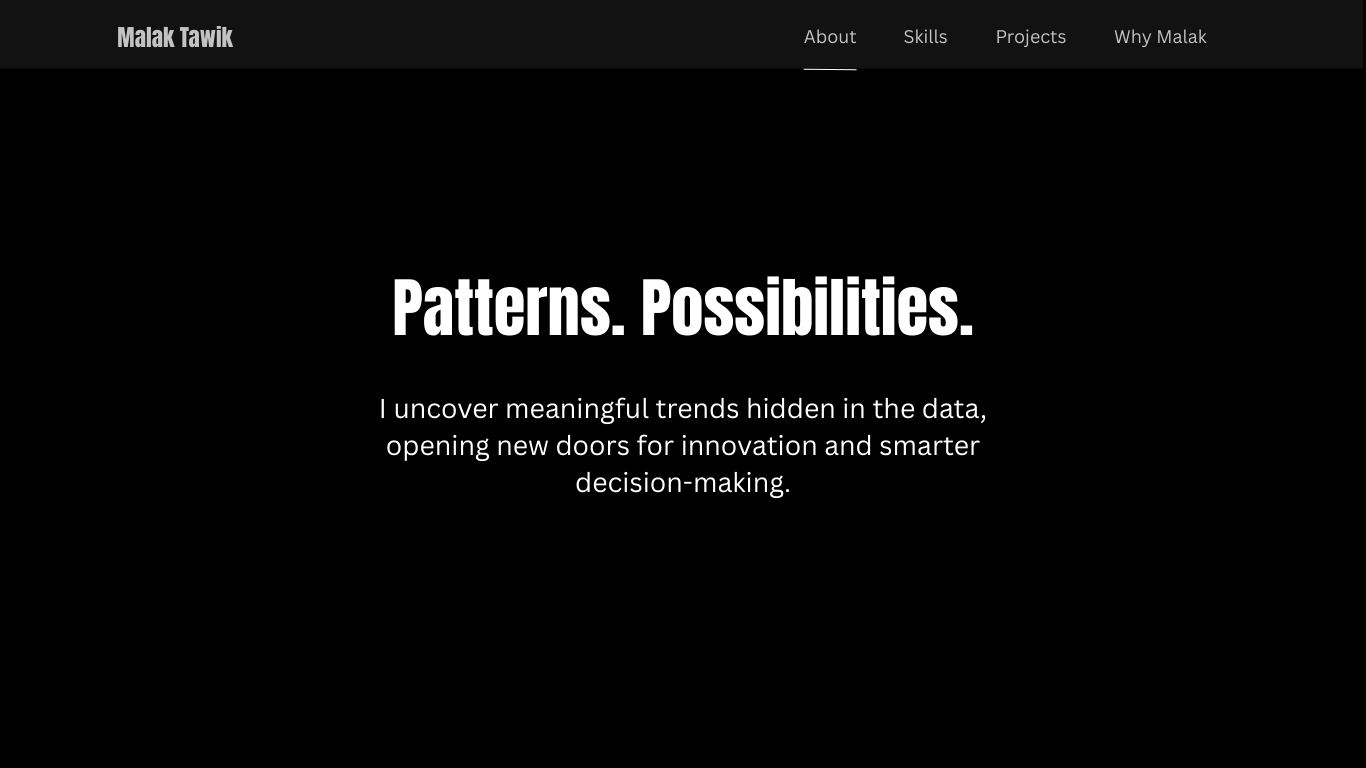 Malak Tawik
About Skills Projects Why Malak
Patterns. Possibilities.
I uncover meaningful trends hidden in the data,
opening new doors for innovation and smarter
decision-making.